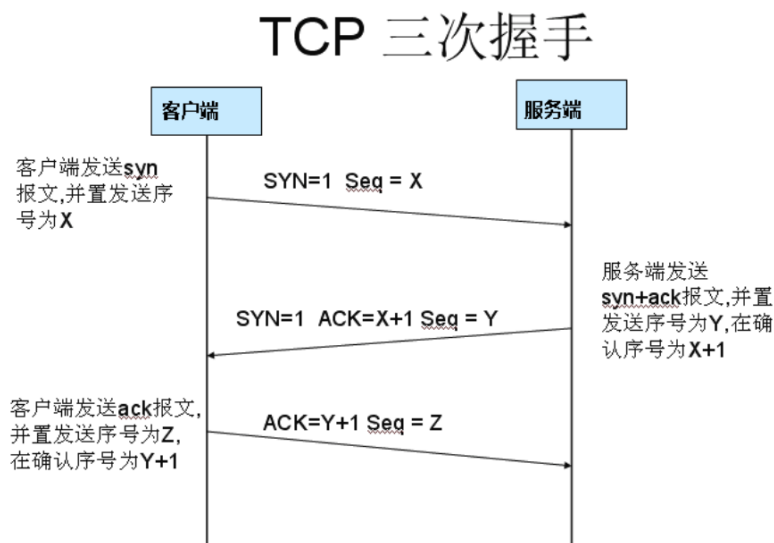 TCP 三次握手
客户端
服务端
客户端发送syn
报文,并置发送序
号为X
SYN=1 Seq = X
服务端发送
syn+ack报文,并置
发送序号为Y,在确
认序号为X+1
SYN=1 ACK=X+1 Seq = Y
客户端发送ack报文,
并置发送序号为Z,
在确认序号为Y+1
ACK=Y+1 Seq = Z